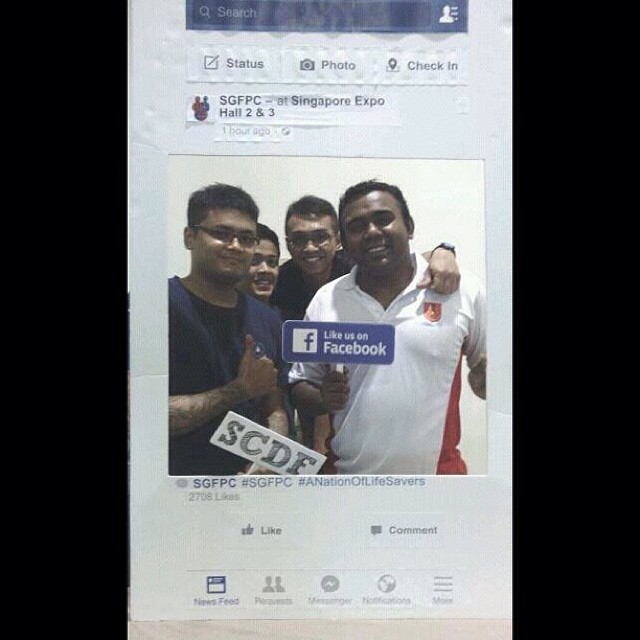 Search
Status Photo Check In
SGFPC – at Singapore Expo
Hall 2 & 3
1 hour ago
f Like us on
Facebook
SCDF
SGFPC #SGFPC #ANationOfLifeSavers
2708 Likes
Like Comment
News Feed Requests Messenger Notifications More